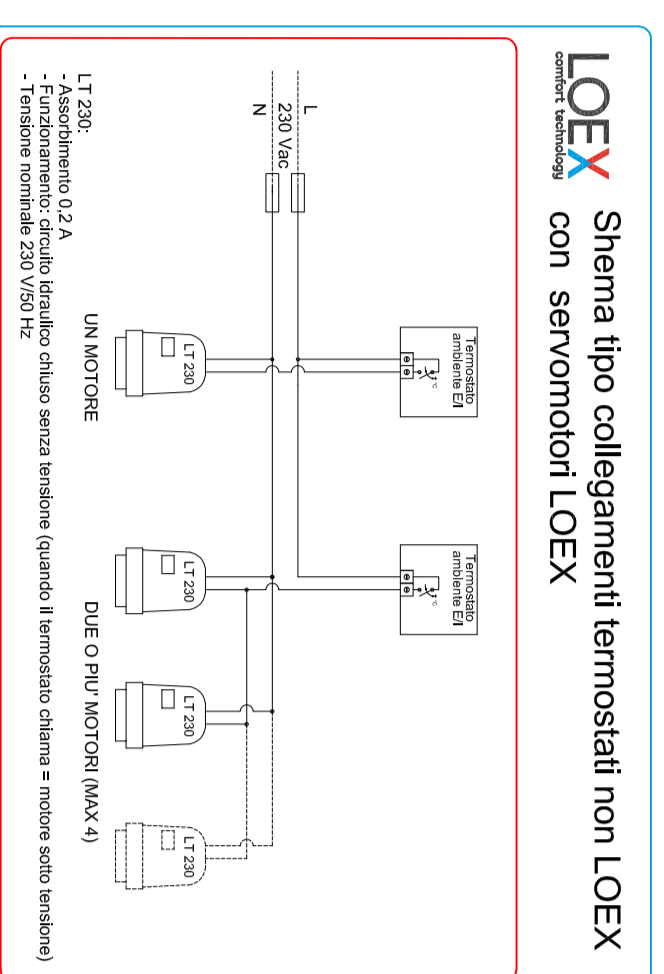 LOEX
comfort technology
Shema tipo collegamenti termostati non LOEX
con servomotori LOEX
Termostato
ambiente E/I
°C
Termostato
ambiente E/I
°C
L
230 Vac
N
LT 230
LT 230
LT 230
LT 230
UN MOTORE
DUE O PIU' MOTORI (MAX 4)
LT 230:
- Assorbimento 0,2 A
- Funzionamento: circuito idraulico chiuso senza tensione (quando il termostato chiama = motore sotto tensione)
- Tensione nominale 230 V/50 Hz